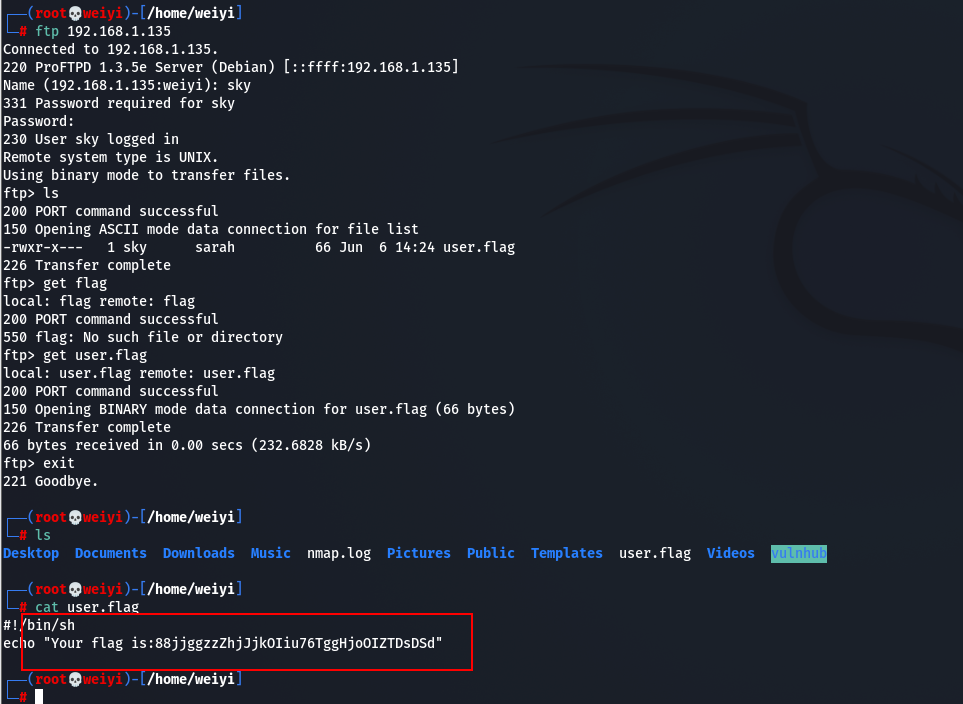 ┌──(root💀weiyi)-[/home/weiyi]
└─# ftp 192.168.1.135
Connected to 192.168.1.135.
220 ProFTPD 1.3.5e Server (Debian) [::ffff:192.168.1.135]
Name (192.168.1.135:weiyi): sky
331 Password required for sky
Password:
230 User sky logged in
Remote system type is UNIX.
Using binary mode to transfer files.
ftp> ls
200 PORT command successful
150 Opening ASCII mode data connection for file list
-rwxr-x---   1 sky      sarah          66 Jun  6 14:24 user.flag
226 Transfer complete
ftp> get flag
local: flag remote: flag
200 PORT command successful
550 flag: No such file or directory
ftp> get user.flag
local: user.flag remote: user.flag
200 PORT command successful
150 Opening BINARY mode data connection for user.flag (66 bytes)
226 Transfer complete
66 bytes received in 0.00 secs (232.6828 kB/s)
ftp> exit
221 Goodbye.
┌──(root💀weiyi)-[/home/weiyi]
└─# ls
Desktop  Documents  Downloads  Music  nmap.log  Pictures  Public  Templates  user.flag  Videos  vulnhub
┌──(root💀weiyi)-[/home/weiyi]
└─# cat user.flag
#!/bin/sh
echo "Your flag is:88jjggzzZhjJjkOIiu76TggHjoOIZTDsDSd"
┌──(root💀weiyi)-[/home/weiyi]
└─#